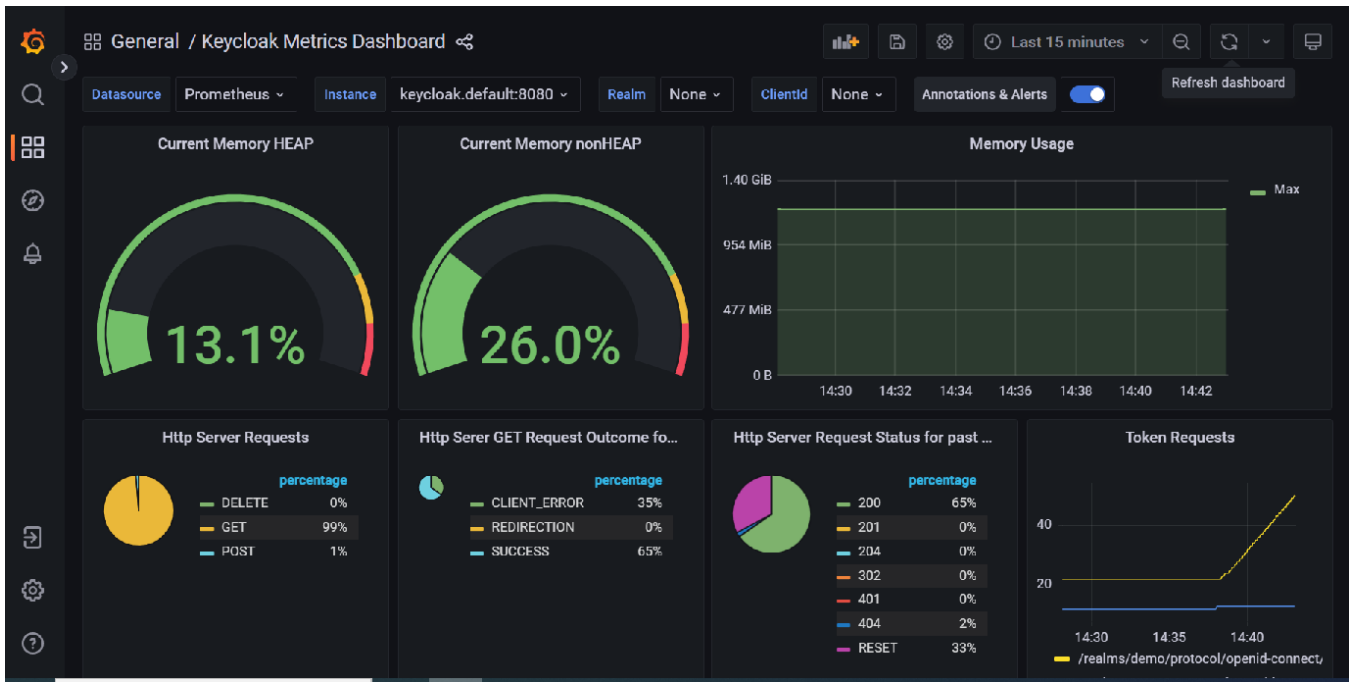 General / Keycloak Metrics Dashboard
Last 15 minutes
Datasource Prometheus Instance keycloak.default:8080 Realm None ClientId None Annotations & Alerts
Refresh dashboard
Current Memory HEAP
13.1%
Current Memory nonHEAP
26.0%
Memory Usage
1.40 GiB
954 MiB
477 MiB
0 B
14:30 14:32 14:34 14:36 14:38 14:40 14:42
Max
Http Server Requests
percentage
DELETE 0%
GET 99%
POST 1%
Http Serer GET Request Outcome fo...
percentage
CLIENT_ERROR 35%
REDIRECTION 0%
SUCCESS 65%
Http Server Request Status for past ...
percentage
200 65%
201 0%
204 0%
302 0%
401 0%
404 2%
RESET 33%
Token Requests
40
20
14:30 14:35 14:40
/realms/demo/protocol/openid-connect/